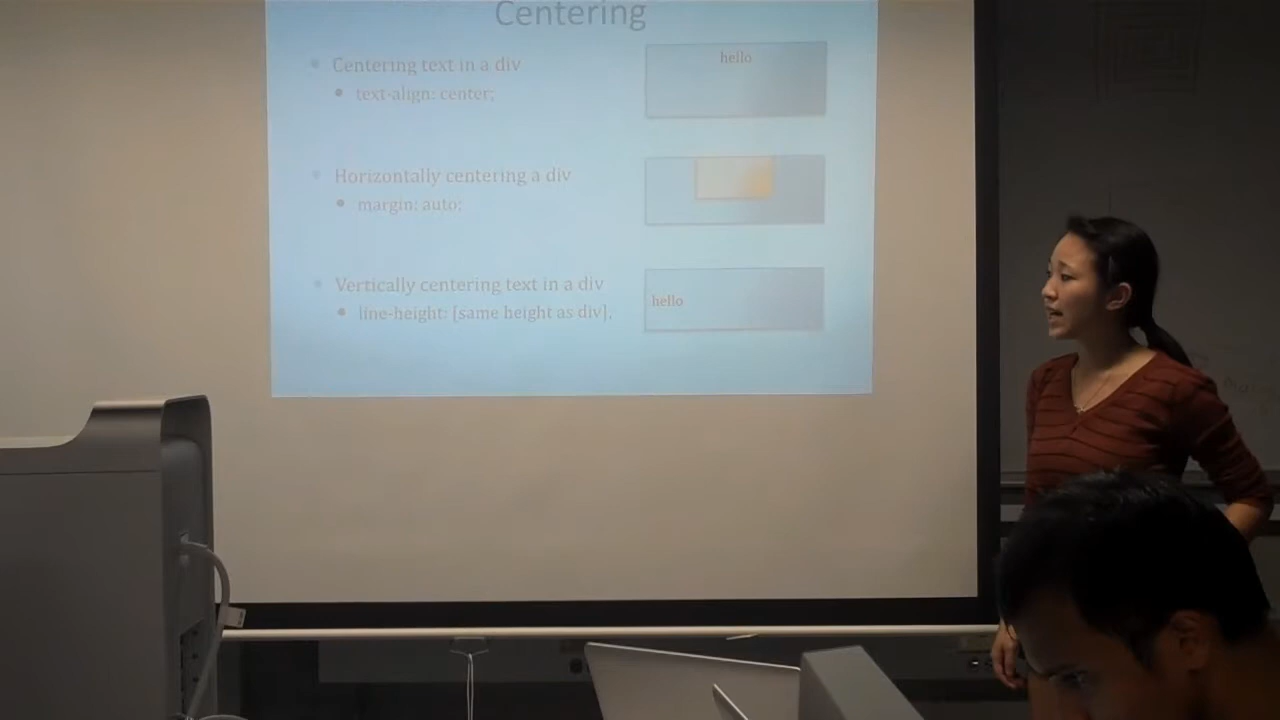 Centering
Centering text in a div
text-align: center;
hello
Horizontally centering a div
margin: auto;
Vertically centering text in a div
line-height: [same height as div];
hello